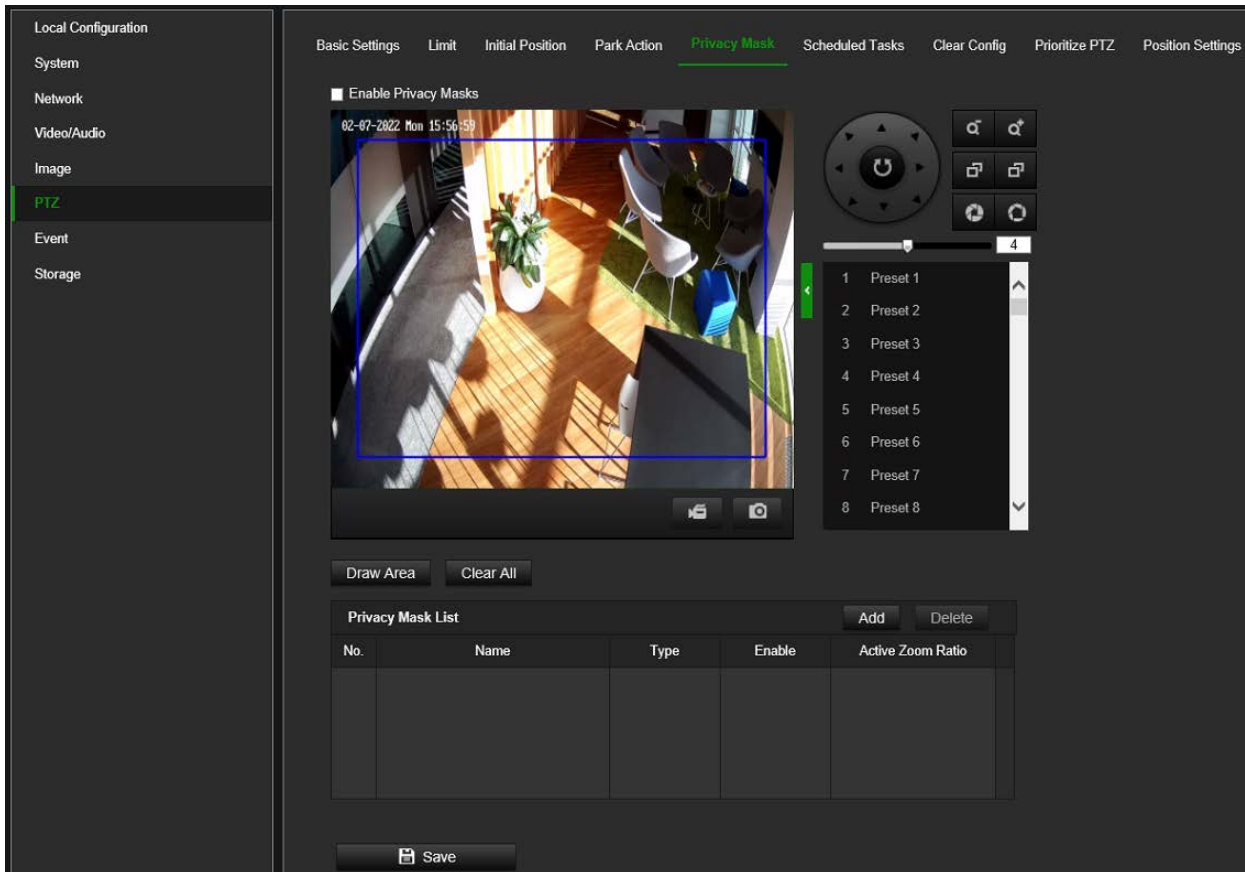 Local Configuration
System
Network
Video/Audio
Image
PTZ
Event
Storage
Basic Settings Limit Initial Position Park Action Privacy Mask Scheduled Tasks Clear Config Prioritize PTZ Position Settings
Enable Privacy Masks
02-07-2022 Mon 15:56:59
4
1 Preset 1
2 Preset 2
3 Preset 3
4 Preset 4
5 Preset 5
6 Preset 6
7 Preset 7
8 Preset 8
Draw Area Clear All
Privacy Mask List Add Delete
No. Name Type Enable Active Zoom Ratio
Save